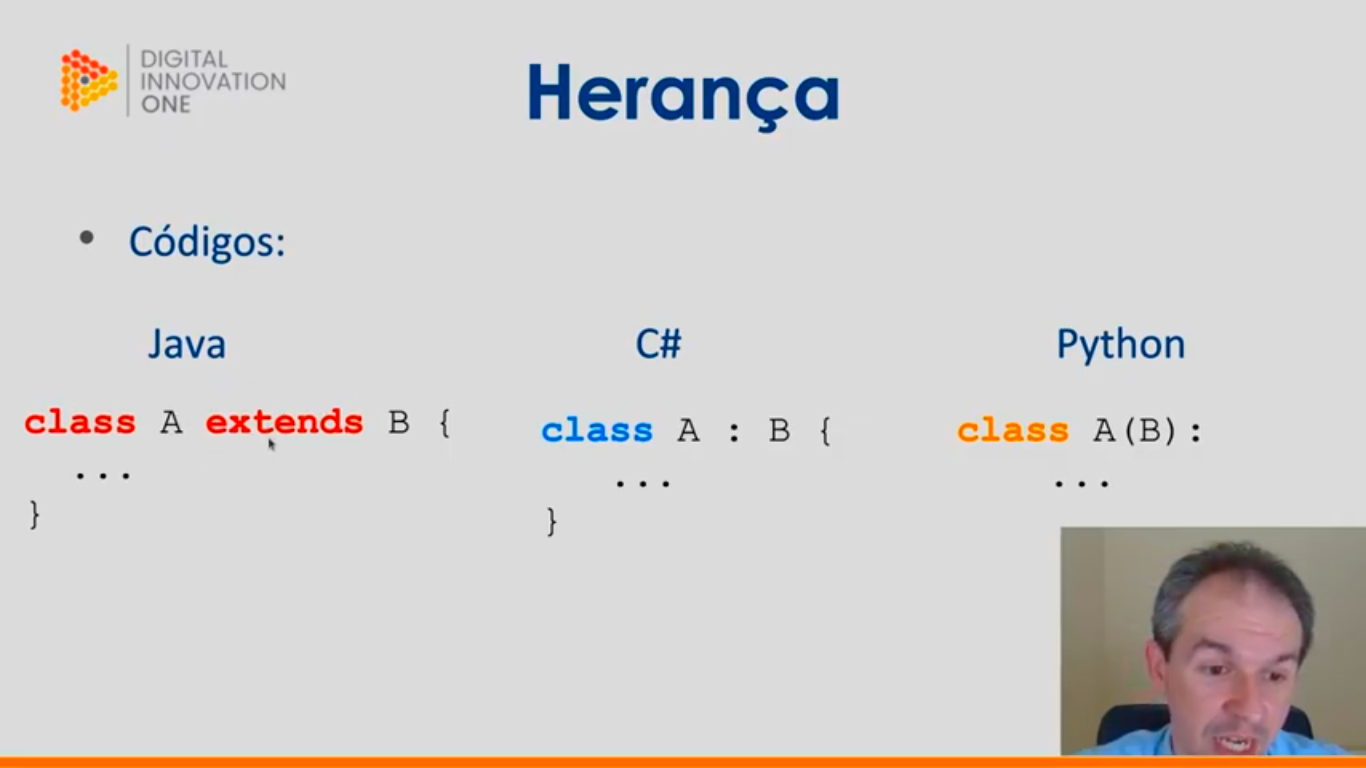 DIGITAL
INNOVATION
ONE
Herança
• Códigos:
Java
class A extends B {
...
}
C#
class A : B {
...
}
Python
class A(B):
...